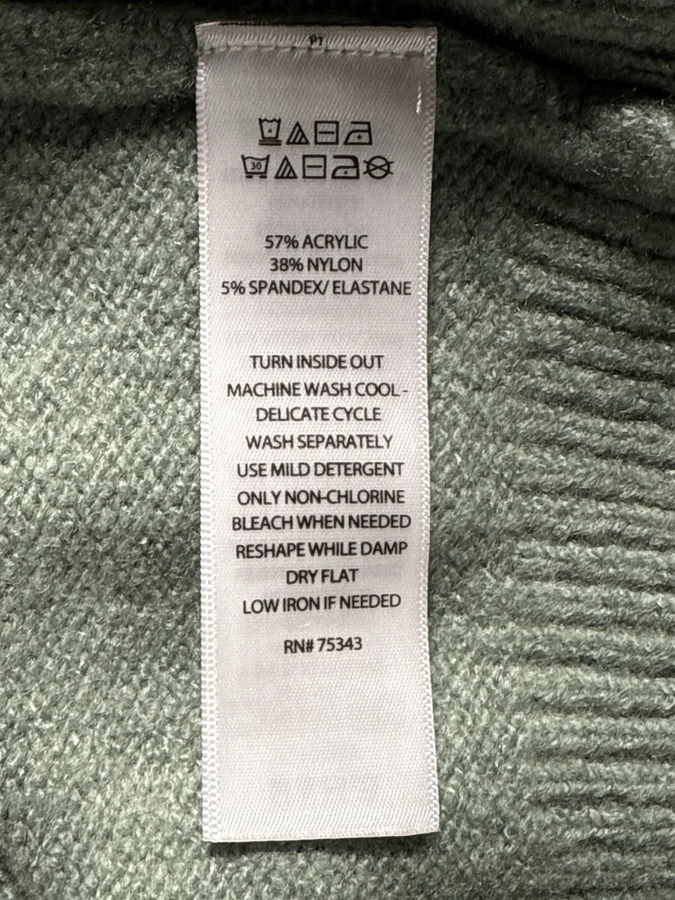 30
57% ACRYLIC
38% NYLON
5% SPANDEX/ ELASTANE
TURN INSIDE OUT
MACHINE WASH COOL -
DELICATE CYCLE
WASH SEPARATELY
USE MILD DETERGENT
ONLY NON-CHLORINE
BLEACH WHEN NEEDED
RESHAPE WHILE DAMP
DRY FLAT
LOW IRON IF NEEDED
RN# 75343